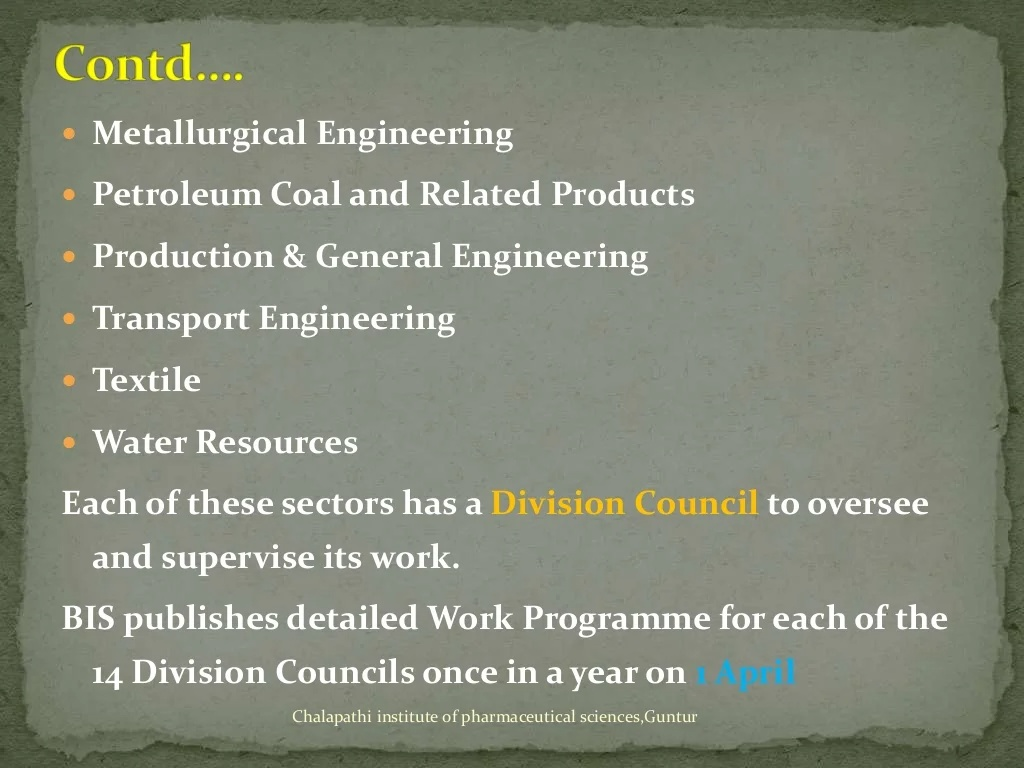 Contd....
• Metallurgical Engineering
• Petroleum Coal and Related Products
• Production & General Engineering
• Transport Engineering
• Textile
• Water Resources
Each of these sectors has a Division Council to oversee
and supervise its work.
BIS publishes detailed Work Programme for each of the
14 Division Councils once in a year on 1 April
Chalapathi institute of pharmaceutical sciences,Guntur